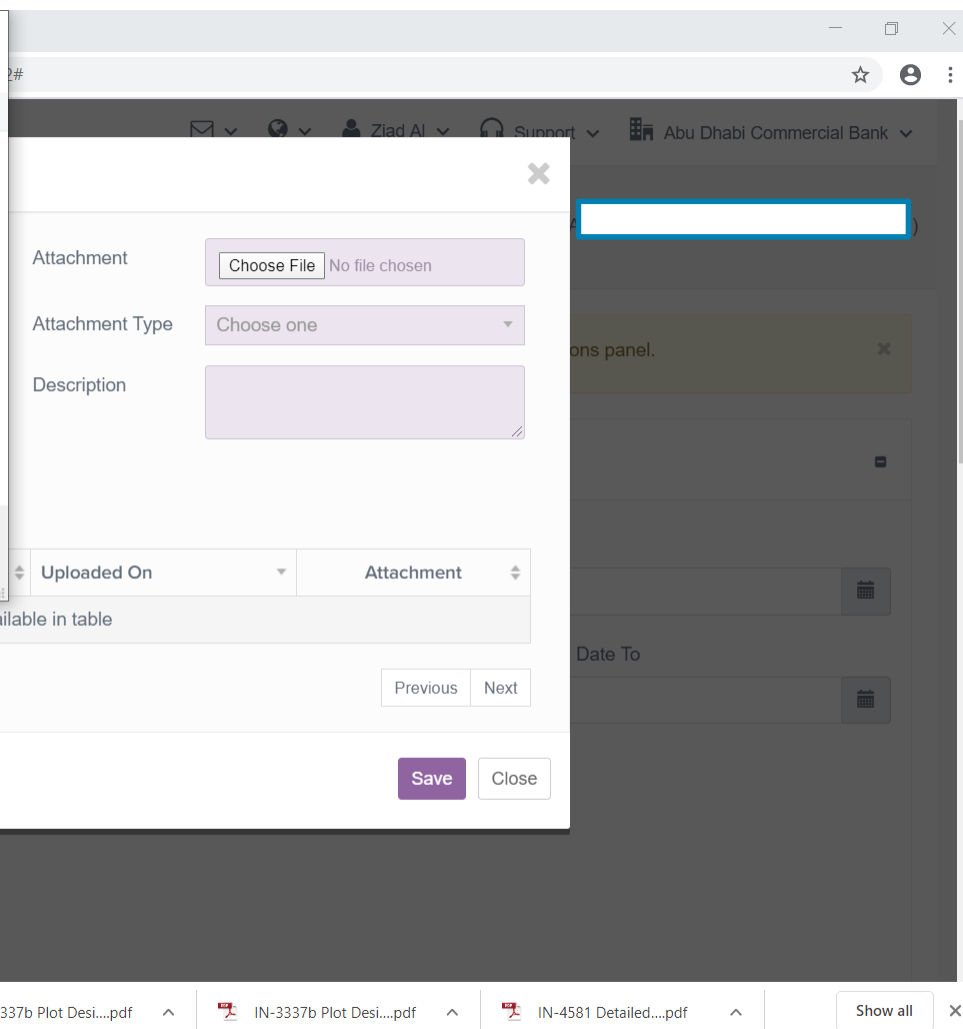 2#
Ziad Al
Support
Abu Dhabi Commercial Bank
)
Attachment
Choose File
No file chosen
Attachment Type
Choose one
ons panel.
Description
Uploaded On
Attachment
ailable in table
Date To
Previous
Next
Save
Close
337b Plot Desi....pdf
IN-3337b Plot Desi....pdf
IN-4581 Detailed....pdf
Show all